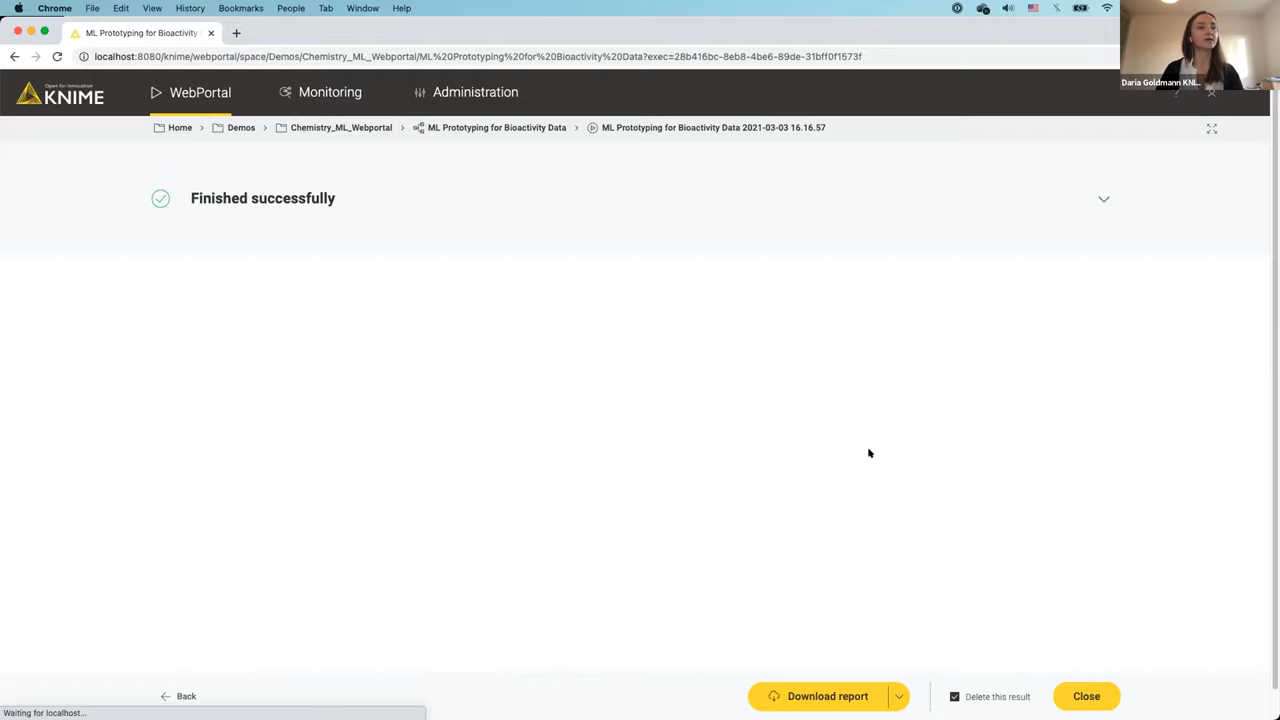 Chrome File Edit View History Bookmarks People Tab Window Help
ML Prototyping for Bioactivity
localhost:8080/knime/webportal/space/Demos/Chemistry_ML_Webportal/ML%20Prototyping%20for%20Bioactivity%20Data?exec=28b416bc-8eb8-4be6-89de-31bff0f1573f
Daria Goldmann KNI...
Open for Innovation
KNIME
WebPortal Monitoring Administration
?
Home Demos Chemistry_ML_Webportal ML Prototyping for Bioactivity Data ML Prototyping for Bioactivity Data 2021-03-03 16.16.57
Finished successfully
Back Download report Delete this result Close
Waiting for localhost...